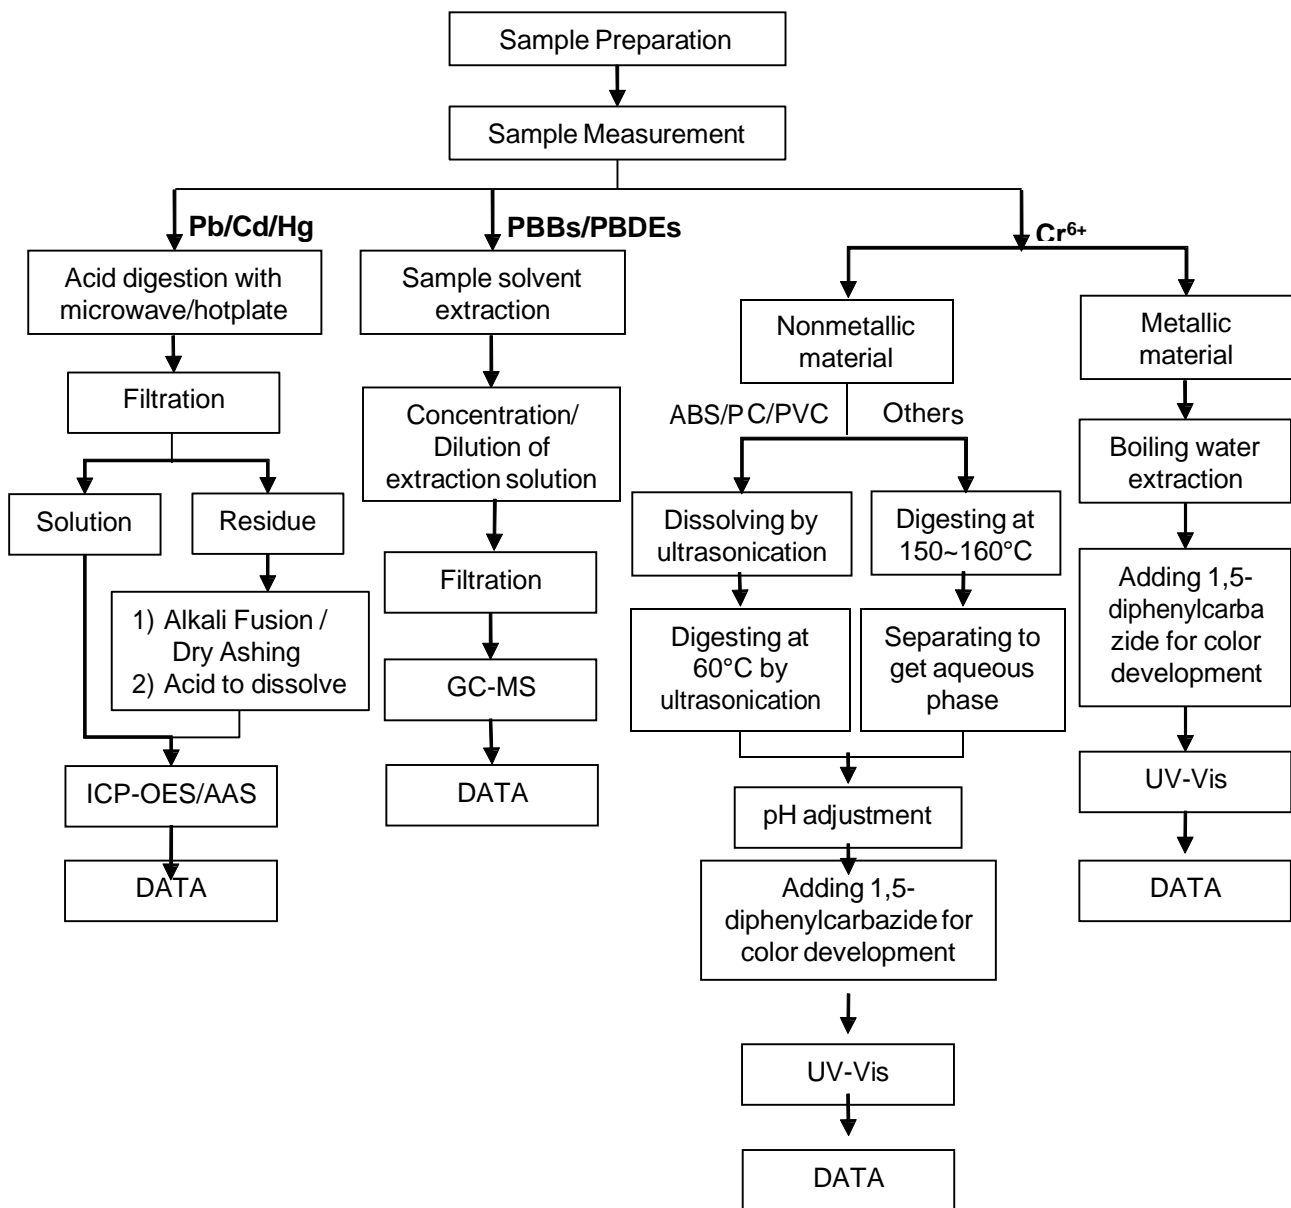 Sample Preparation
Sample Measurement
Pb/Cd/Hg
PBBs/PBDEs
Cr⁶⁺
Acid digestion with
microwave/hotplate
Filtration
Solution
Residue
1) Alkali Fusion /
Dry Ashing
2) Acid to dissolve
ICP-OES/AAS
DATA
Sample solvent
extraction
Concentration/
Dilution of
extraction solution
Filtration
GC-MS
DATA
Nonmetallic
material
ABS/PC/PVC
Others
Dissolving by
ultrasonication
Digesting at
60°C by
ultrasonication
Digesting at
150~160°C
Separating to
get aqueous
phase
pH adjustment
Adding 1,5-
diphenylcarbazide for
color development
UV-Vis
DATA
Metallic
material
Boiling water
extraction
Adding 1,5-
diphenylcarba
zide for color
development
UV-Vis
DATA